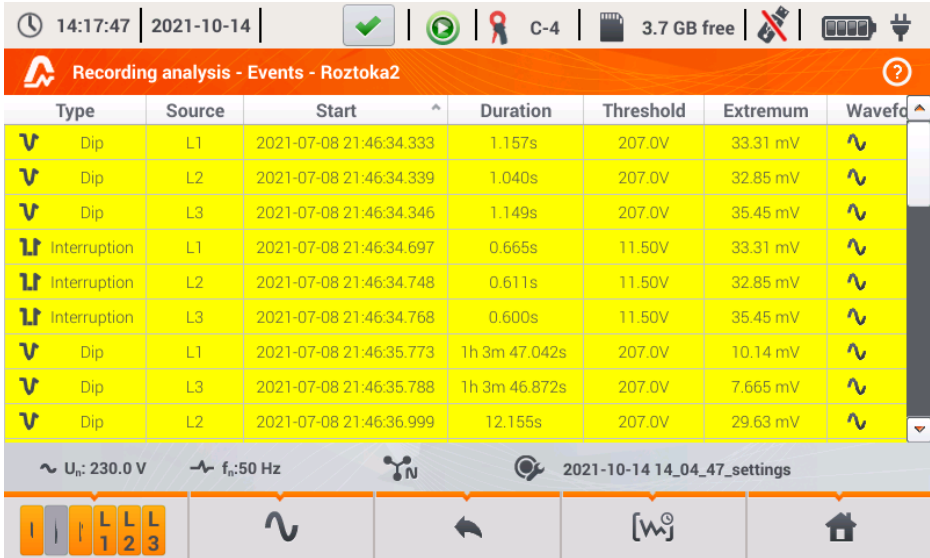 14:17:47 2021-10-14 C-4 3.7 GB free
Recording analysis - Events - Roztoka2 ?
Type Source Start Duration Threshold Extremum Wavefo
Dip L1 2021-07-08 21:46:34.333 1.157s 207.0V 33.31 mV
Dip L2 2021-07-08 21:46:34.339 1.040s 207.0V 32.85 mV
Dip L3 2021-07-08 21:46:34.346 1.149s 207.0V 35.45 mV
Interruption L1 2021-07-08 21:46:34.697 0.665s 11.50V 33.31 mV
Interruption L2 2021-07-08 21:46:34.748 0.611s 11.50V 32.85 mV
Interruption L3 2021-07-08 21:46:34.768 0.600s 11.50V 35.45 mV
Dip L1 2021-07-08 21:46:35.773 1h 3m 47.042s 207.0V 10.14 mV
Dip L3 2021-07-08 21:46:35.788 1h 3m 46.872s 207.0V 7.665 mV
Dip L2 2021-07-08 21:46:36.999 12.155s 207.0V 29.63 mV
Un: 230.0 V fn:50 Hz N 2021-10-14 14_04_47_settings
L L L
1 2 3